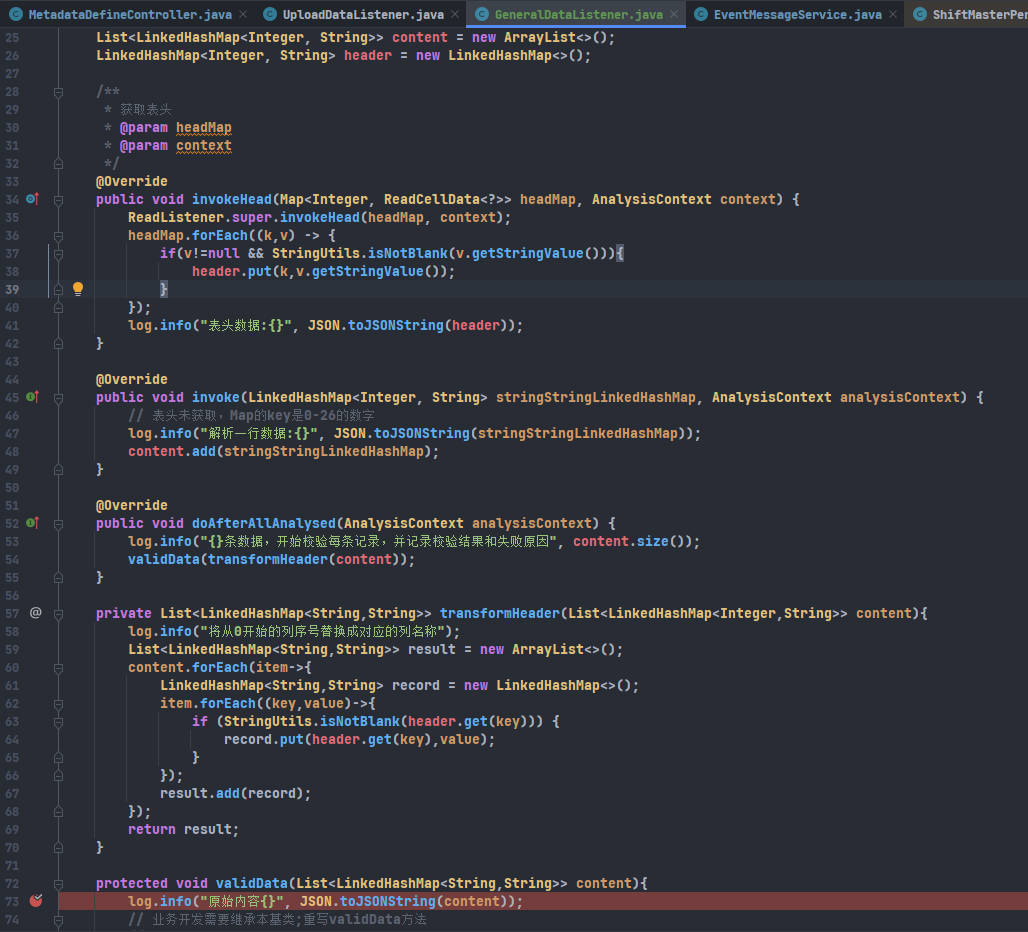 MetadataDefineController.java × UploadDataListener.java × GeneralDataListener.java × EventMessageService.java × ShiftMasterPer
25 List<LinkedHashMap<Integer, String>> content = new ArrayList<>();
26 LinkedHashMap<Integer, String> header = new LinkedHashMap<>();
27
28 /**
29 * 获取表头
30 * @param headMap
31 * @param context
32 */
33 @Override
34 public void invokeHead(Map<Integer, ReadCellData<?>> headMap, AnalysisContext context) {
35 ReadListener.super.invokeHead(headMap, context);
36 headMap.forEach((k,v) -> {
37 if(v!=null && StringUtils.isNotBlank(v.getStringValue())){
38 header.put(k,v.getStringValue());
39 }
40 });
41 log.info("表头数据:{}", JSON.toJSONString(header));
42 }
43
44 @Override
45 public void invoke(LinkedHashMap<Integer, String> stringStringLinkedHashMap, AnalysisContext analysisContext) {
46 // 表头未获取，Map的key是0-26的数字
47 log.info("解析一行数据:{}", JSON.toJSONString(stringStringLinkedHashMap));
48 content.add(stringStringLinkedHashMap);
49 }
50
51 @Override
52 public void doAfterAllAnalysed(AnalysisContext analysisContext) {
53 log.info("{}条数据，开始校验每条记录，并记录校验结果和失败原因", content.size());
54 validData(transformHeader(content));
55 }
56
57 @ private List<LinkedHashMap<String,String>> transformHeader(List<LinkedHashMap<Integer,String>> content){
58 log.info("将从0开始的列序号替换成对应的列名称");
59 List<LinkedHashMap<String,String>> result = new ArrayList<>();
60 content.forEach(item->{
61 LinkedHashMap<String,String> record = new LinkedHashMap<>();
62 item.forEach((key,value)->{
63 if (StringUtils.isNotBlank(header.get(key))) {
64 record.put(header.get(key),value);
65 }
66 });
67 result.add(record);
68 });
69 return result;
70 }
71
72 protected void validData(List<LinkedHashMap<String,String>> content){
73 log.info("原始内容{}", JSON.toJSONString(content));
74 // 业务开发需要继承本基类;重写validData方法